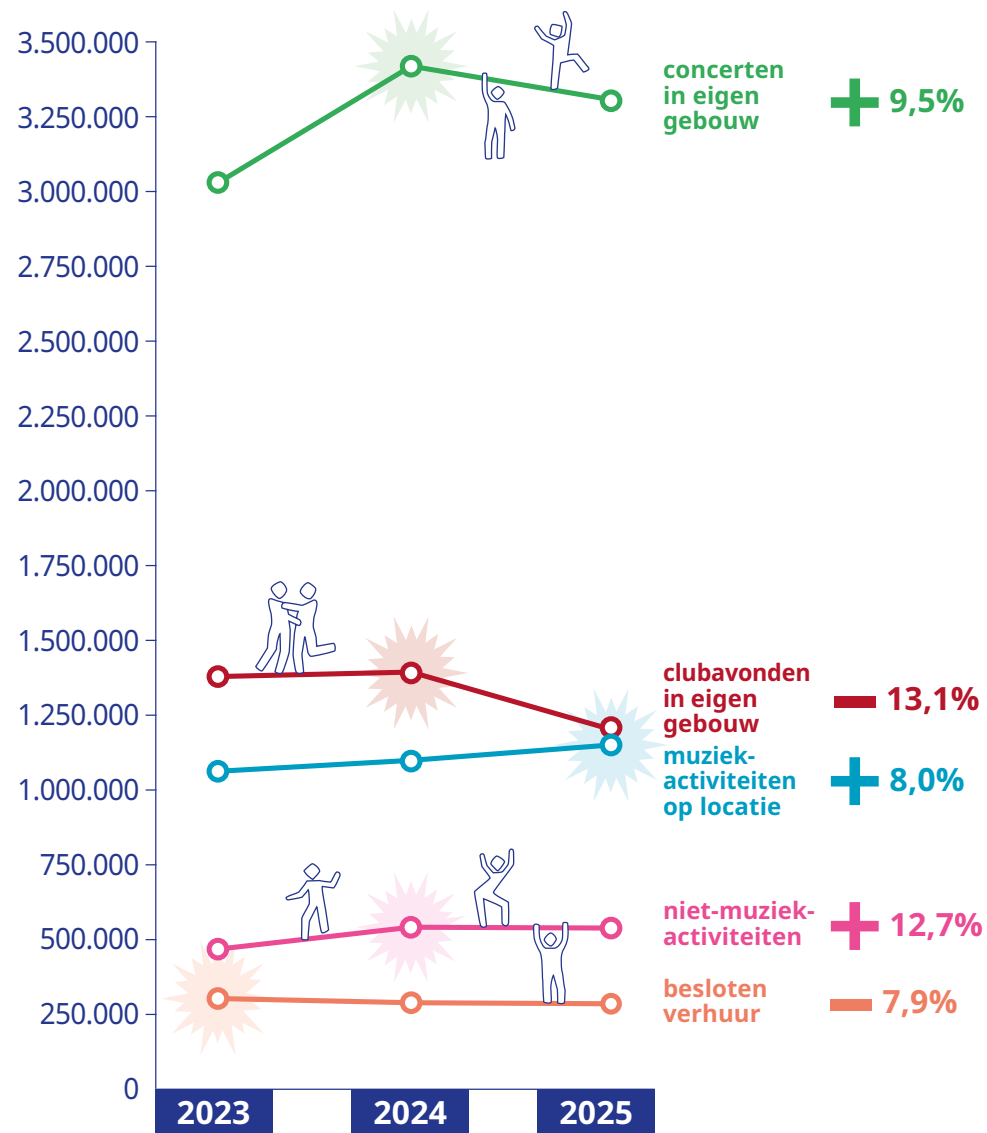 3.500.000
3.250.000
3.000.000
2.750.000
2.500.000
2.250.000
2.000.000
1.750.000
1.500.000
1.250.000
1.000.000
750.000
500.000
250.000
0
2023
2024
2025
concerten
in eigen
gebouw
+ 9,5%
clubavonden
in eigen
gebouw
- 13,1%
muziek-
activiteiten
op locatie
+ 8,0%
niet-muziek-
activiteiten
+ 12,7%
besloten
verhuur
- 7,9%